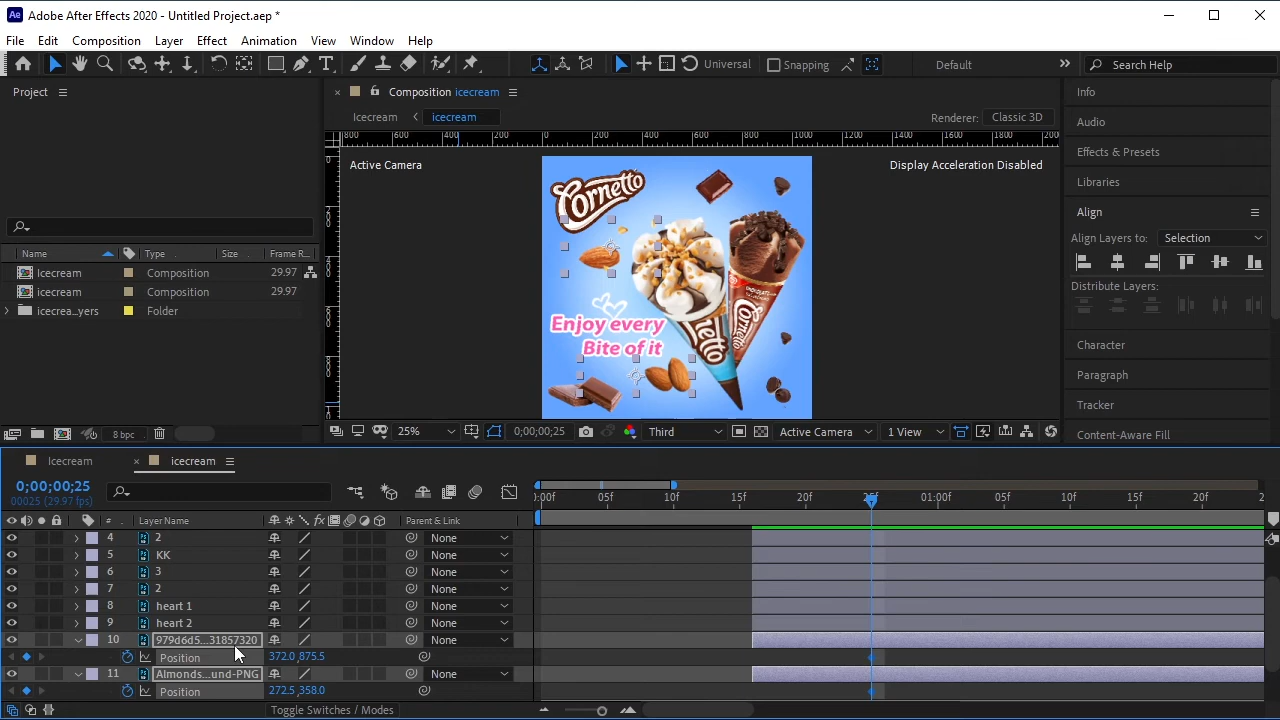 Adobe After Effects 2020 - Untitled Project.aep *
File Edit Composition Layer Effect Animation View Window Help
Universal Snapping Default Search Help
Project
Composition icecream
Icecream icecream
Renderer: Classic 3D
Active Camera
Display Acceleration Disabled
Cornetto
Enjoy every
Bite of it
Cornetto
Info
Audio
Effects & Presets
Libraries
Align
Align Layers to: Selection
Distribute Layers:
Character
Paragraph
Tracker
Content-Aware Fill
Name Type Size Frame R...
Icecream Composition 29.97
icecream Composition 29.97
icecrea...yers Folder
8 bpc
25% 0;00;00;25 Third Active Camera 1 View
Icecream icecream
0;00;00;25
00025 (29.97 fps)
:00f 05f 10f 15f 25f 01:00f 05f 10f 15f 20f 2
# Layer Name Parent & Link
4 2 None
5 KK None
6 3 None
7 2 None
8 heart 1 None
9 heart 2 None
10 979d6d5...31857320 None
Position 372.0,875.5
11 Almonds...und-PNG None
Position 272.5,358.0
Toggle Switches / Modes